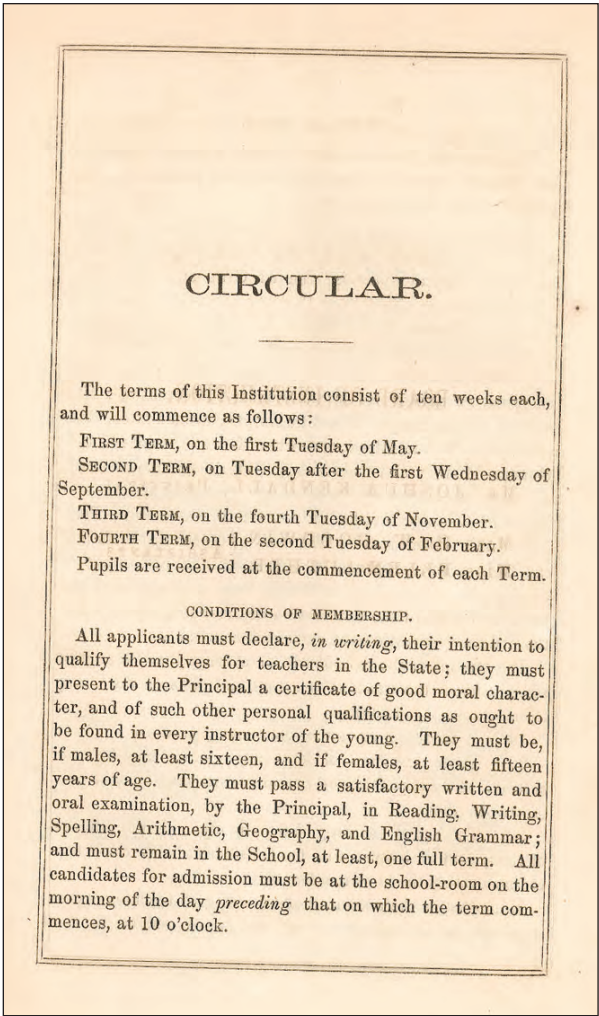 CIRCULAR.
The terms of this Institution consist of ten weeks each,
and will commence as follows:
FIRST TERM, on the first Tuesday of May.
SECOND TERM, on Tuesday after the first Wednesday of
September.
THIRD TERM, on the fourth Tuesday of November.
FOURTH TERM, on the second Tuesday of February.
Pupils are received at the commencement of each Term.
CONDITIONS OF MEMBERSHIP.
All applicants must declare, in writing, their intention to
qualify themselves for teachers in the State; they must
present to the Principal a certificate of good moral charac-
ter, and of such other personal qualifications as ought to
be found in every instructor of the young. They must be,
if males, at least sixteen, and if females, at least fifteen
years of age. They must pass a satisfactory written and
oral examination, by the Principal, in Reading, Writing,
Spelling, Arithmetic, Geography, and English Grammar;
and must remain in the School, at least, one full term. All
candidates for admission must be at the school-room on the
morning of the day preceding that on which the term com-
mences, at 10 o'clock.